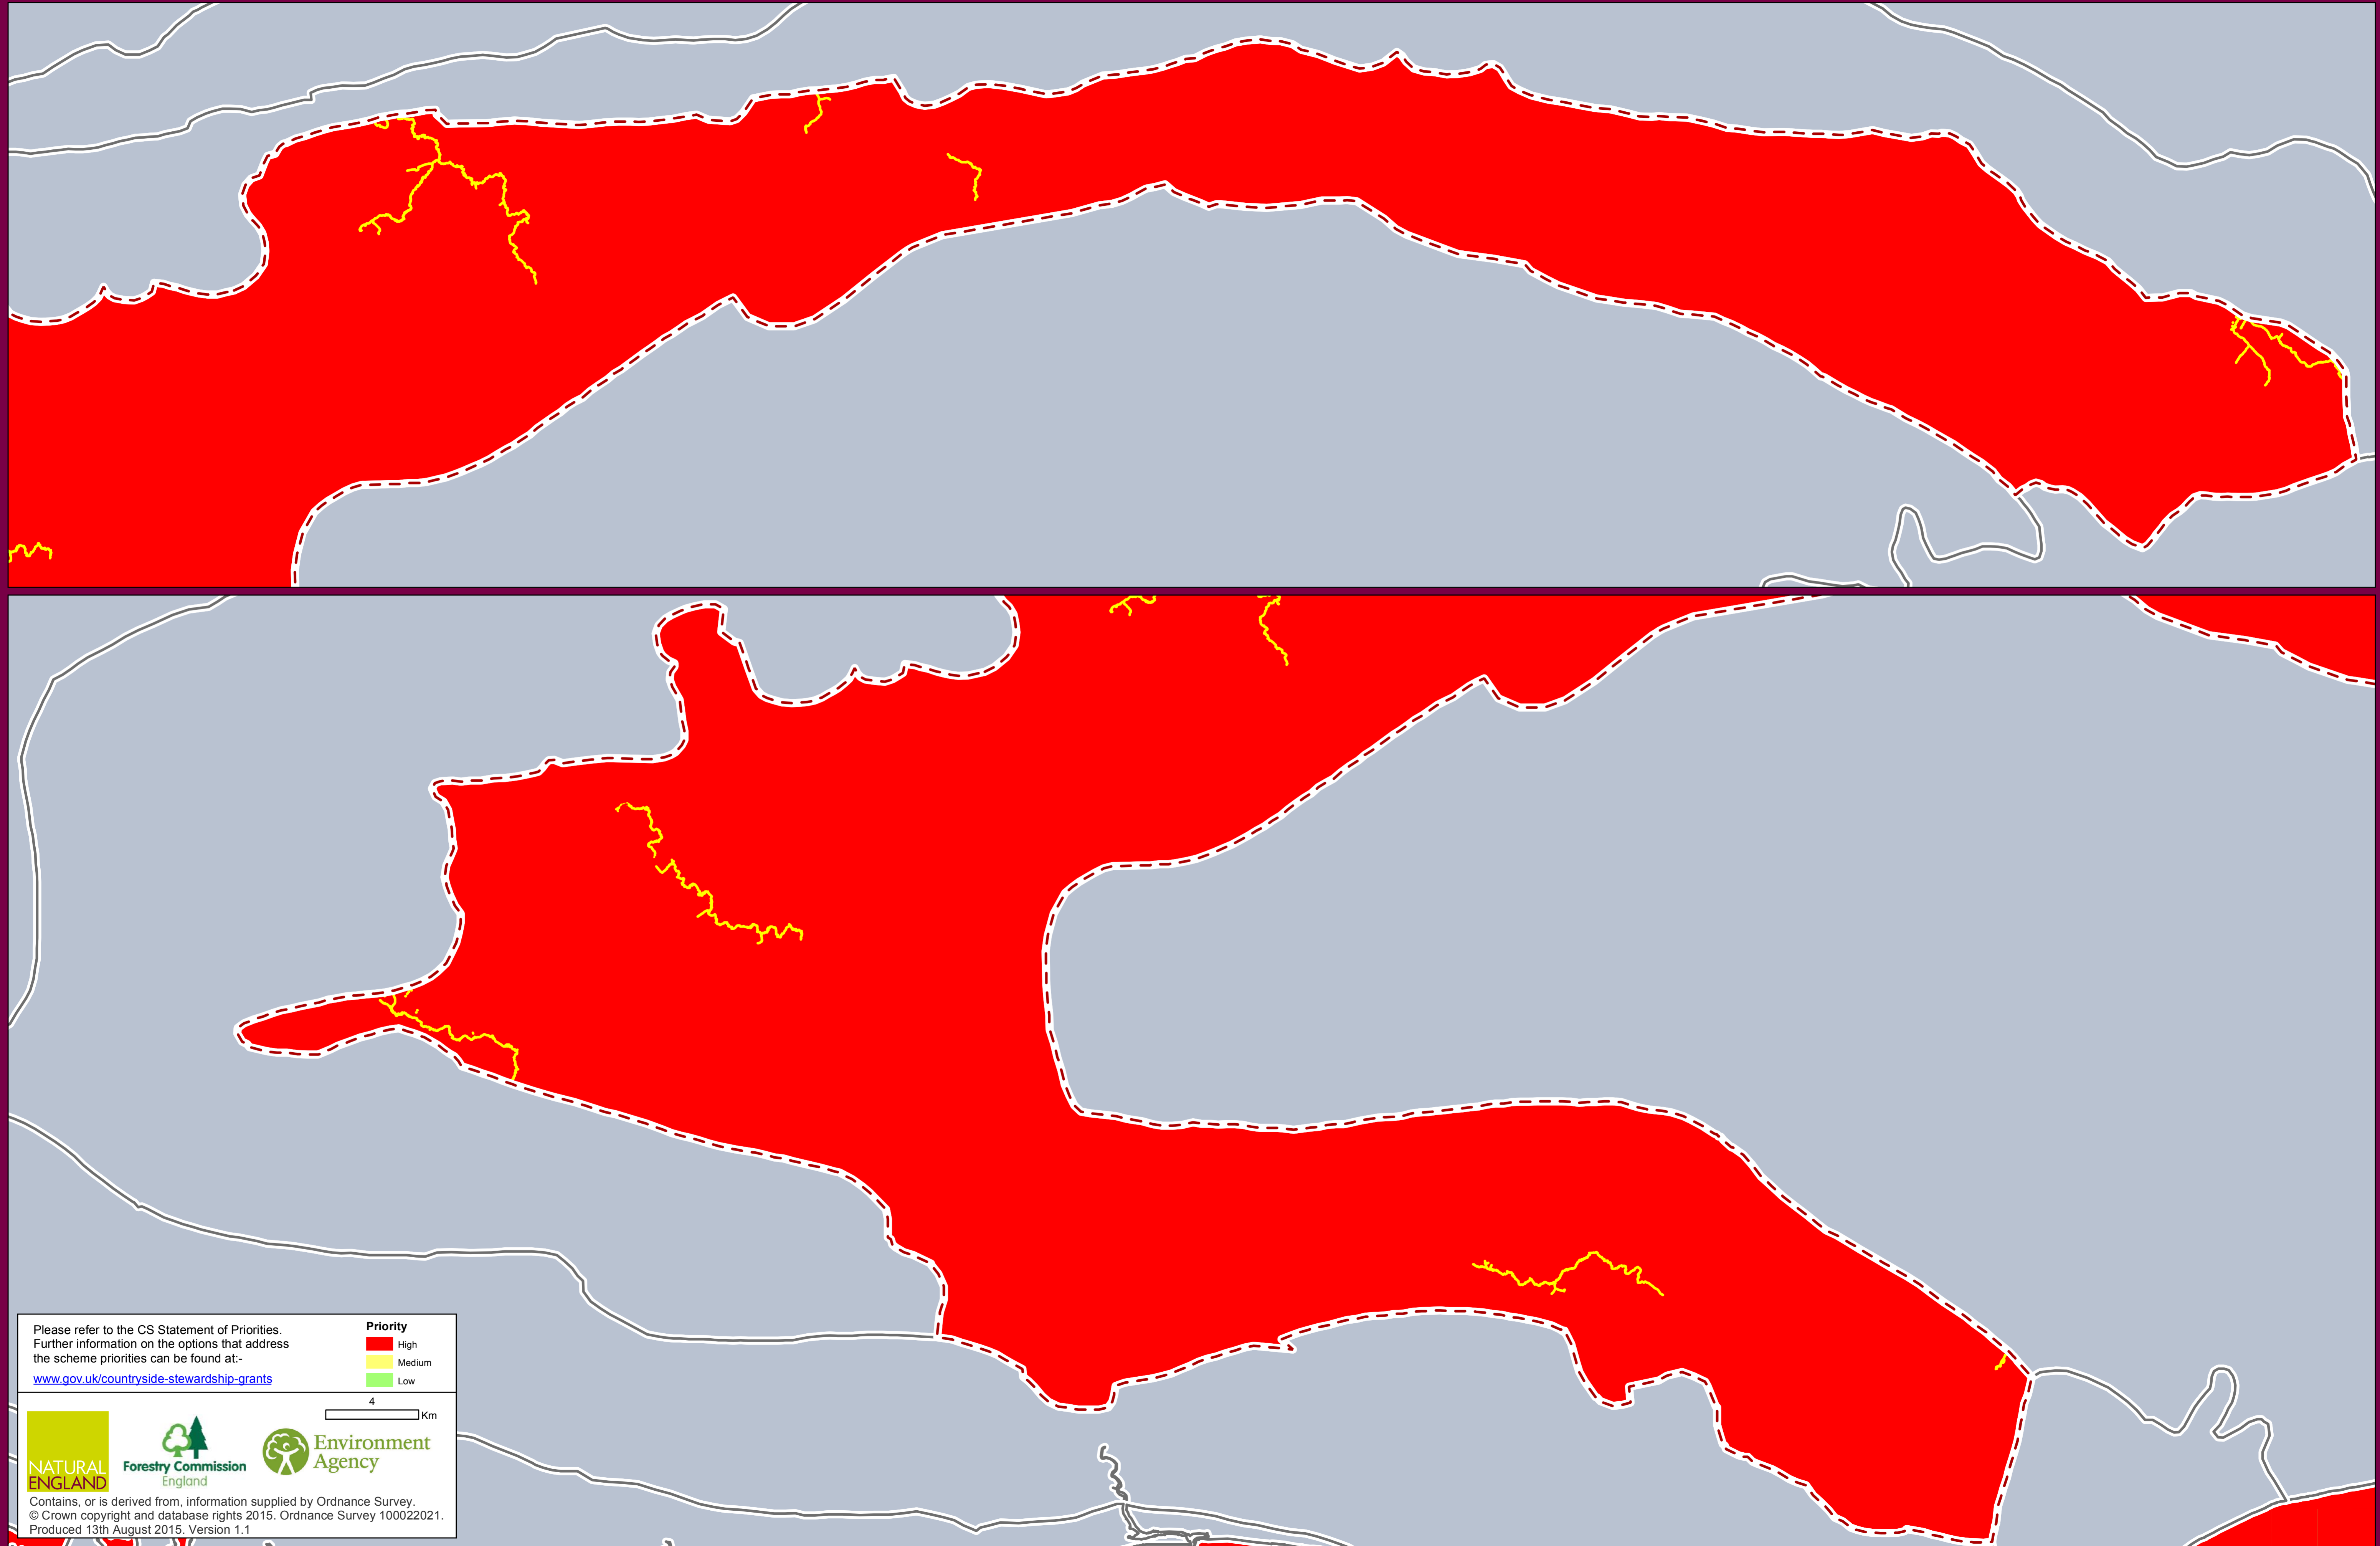 Please refer to the CS Statement of Priorities.
Further information on the options that address
the scheme priorities can be found at:-
www.gov.uk/countryside-stewardship-grants
Priority
High
Medium
Low
4
Km
NATURAL
ENGLAND
Forestry Commission
England
Environment
Agency
Contains, or is derived from, information supplied by Ordnance Survey.
© Crown copyright and database rights 2015. Ordnance Survey 100022021.
Produced 13th August 2015. Version 1.1